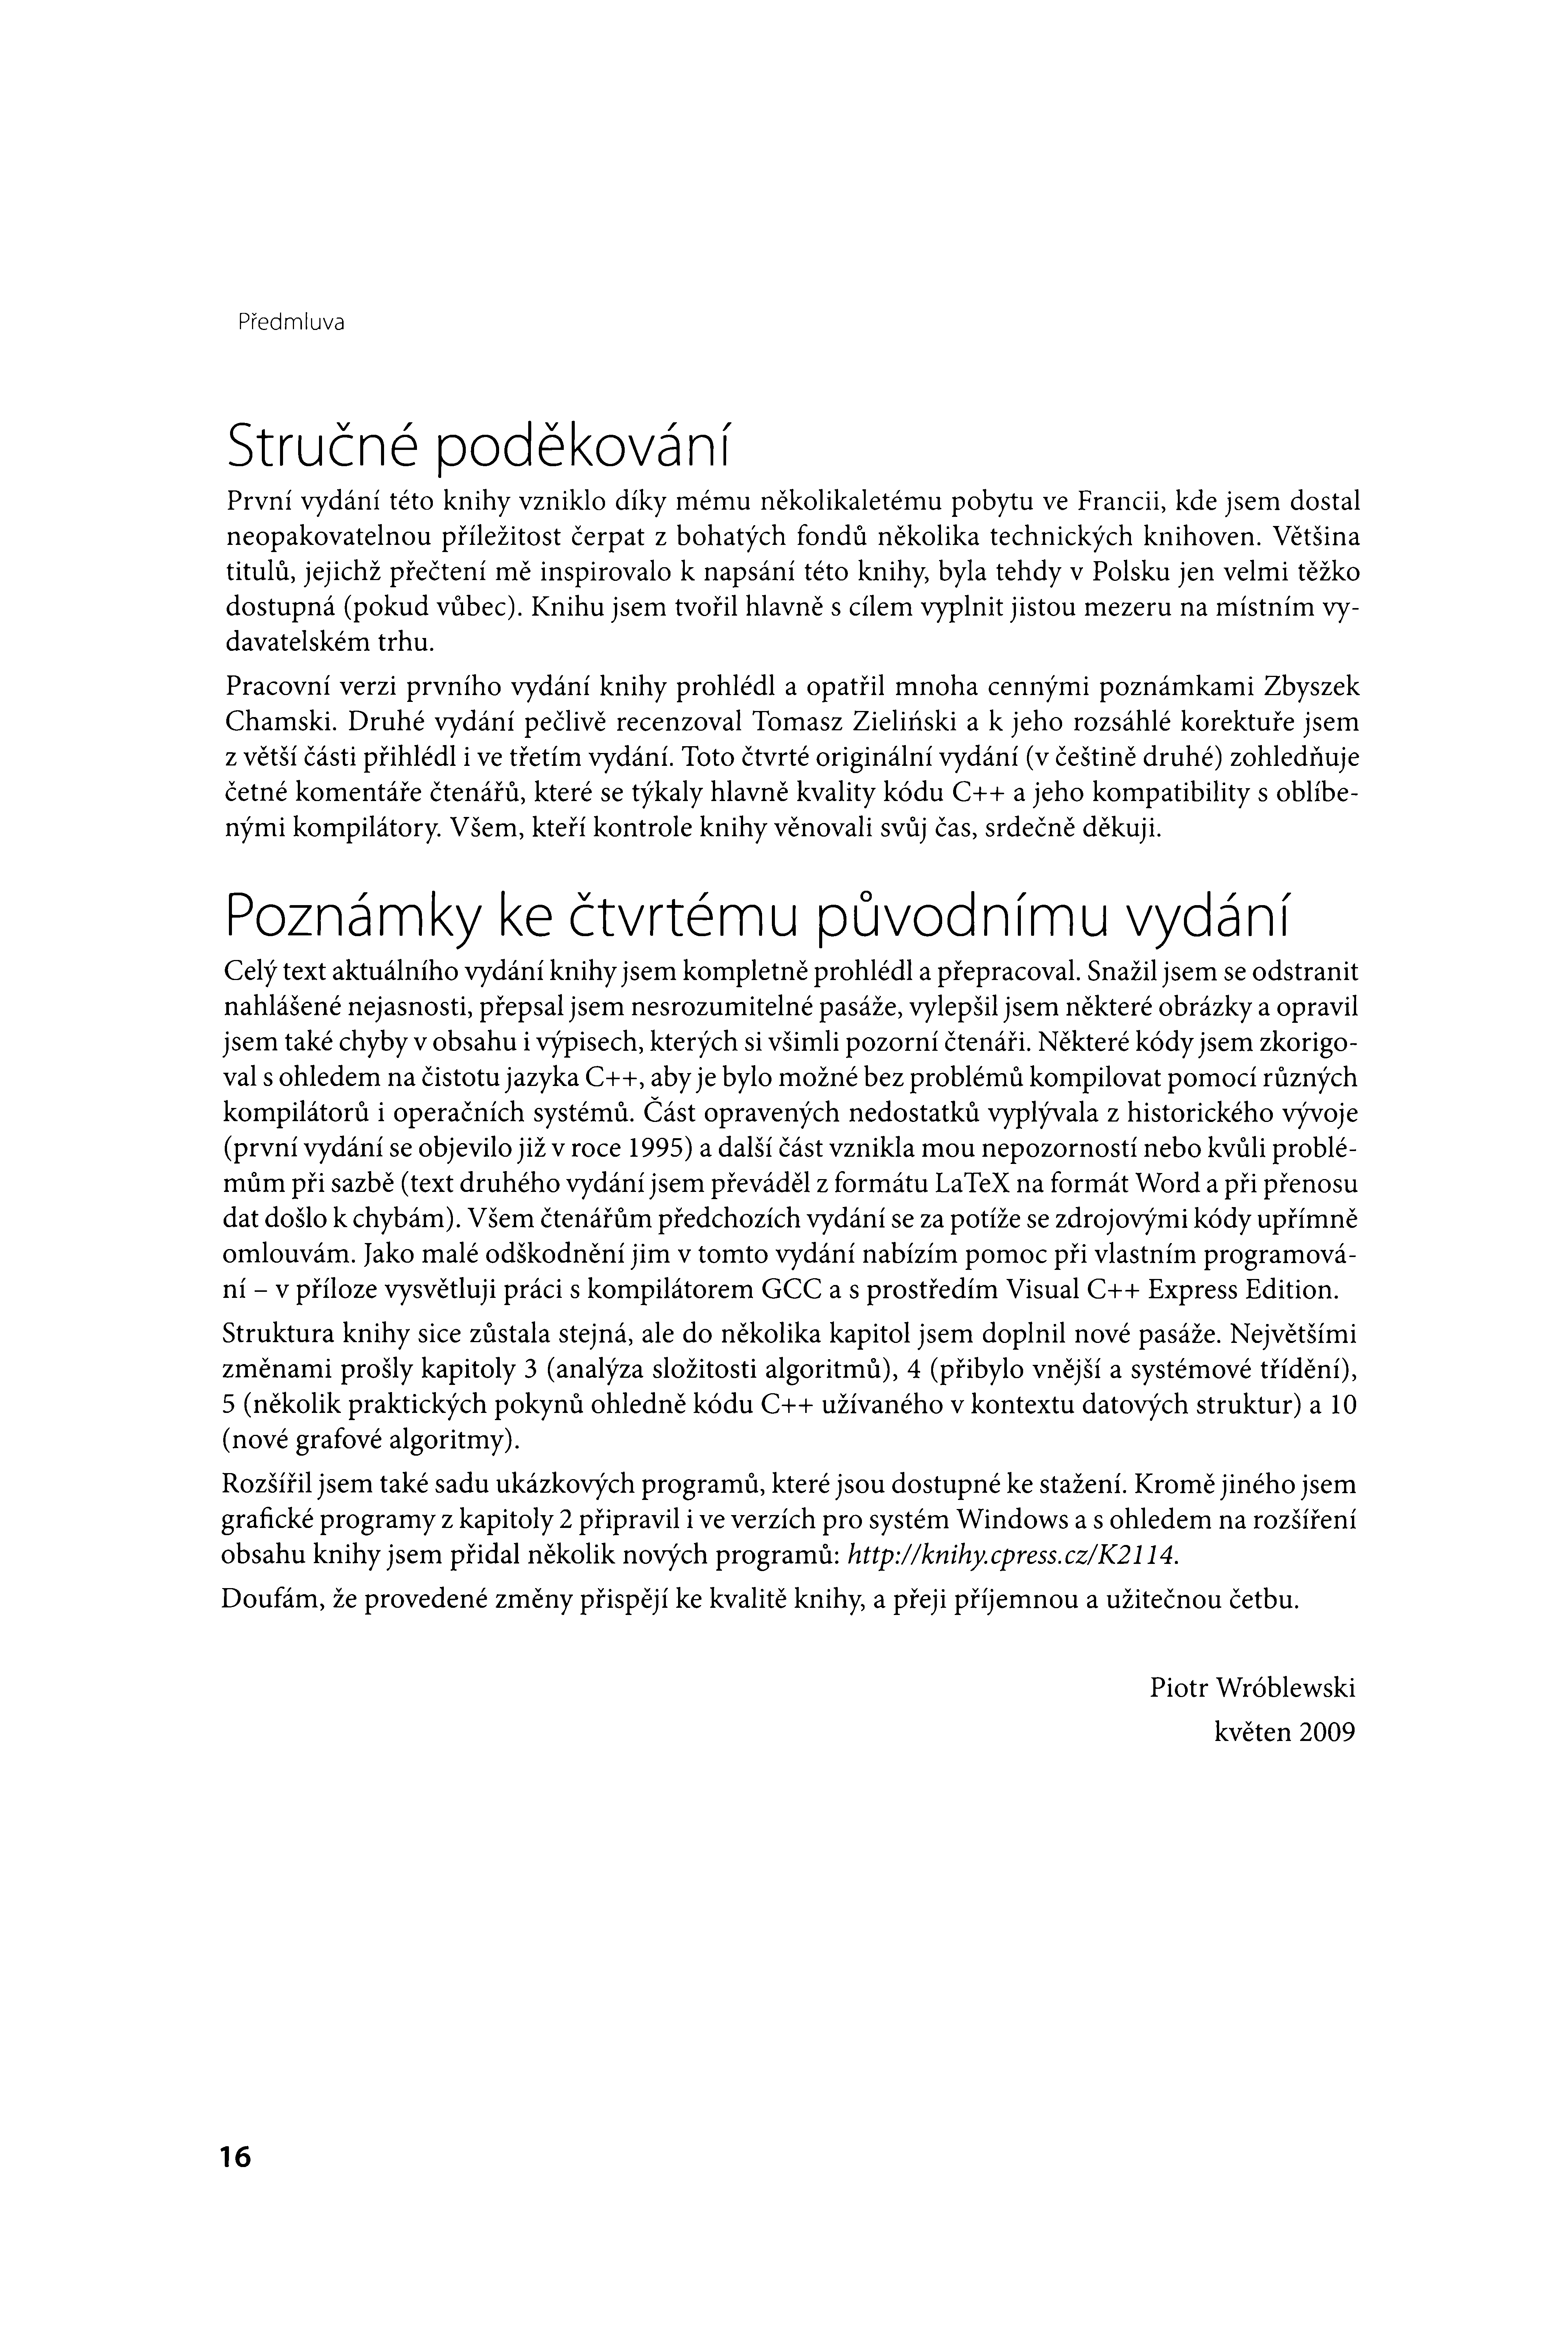 Předmluva
Stručné poděkování
První vydání této knihy vzniklo díky mému několikaletému pobytu ve Francii, kde jsem dostal
neopakovatelnou příležitost čerpat z bohatých fondů několika technických knihoven. Většina
titulů, jejichž přečtení mě inspirovalo k napsání této knihy, byla tehdy v Polsku jen velmi těžko
dostupná (pokud vůbec). Knihu jsem tvořil hlavně s cílem vyplnit jistou mezeru na místním vy-
davatelském trhu.
Pracovní verzi prvního vydání knihy prohlédl a opatřil mnoha cennými poznámkami Zbyszek
Chamski. Druhé vydání pečlivě recenzoval Tomasz Zieliński a k jeho rozsáhlé korektuře jsem
z větší části přihlédl i ve třetím vydání. Toto čtvrté originální vydání (v češtině druhé) zohledňuje
četné komentáře čtenářů, které se týkaly hlavně kvality kódu C++ a jeho kompatibility s oblíbe-
nými kompilátory. Všem, kteří kontrole knihy věnovali svůj čas, srdečně děkuji.
Poznámky ke čtvrtému původnímu vydání
Celý text aktuálního vydání knihy jsem kompletně prohlédl a přepracoval. Snažil jsem se odstranit
nahlášené nejasnosti, přepsal jsem nesrozumitelné pasáže, vylepšil jsem některé obrázky a opravil
jsem také chyby v obsahu i výpisech, kterých si všimli pozorní čtenáři. Některé kódy jsem zkorigo-
val s ohledem na čistotu jazyka C++, aby je bylo možné bez problémů kompilovat pomocí různých
kompilátorů i operačních systémů. Část opravených nedostatků vyplývala z historického vývoje
(první vydání se objevilo již v roce 1995) a další část vznikla mou nepozorností nebo kvůli problé-
mům při sazbě (text druhého vydání jsem převáděl z formátu LaTeX na formát Word a při přenosu
dat došlo k chybám). Všem čtenářům předchozích vydání se za potíže se zdrojovými kódy upřímně
omlouvám. Jako malé odškodnění jim v tomto vydání nabízím pomoc při vlastním programová-
ní – v příloze vysvětluji práci s kompilátorem GCC a s prostředím Visual C++ Express Edition.
Struktura knihy sice zůstala stejná, ale do několika kapitol jsem doplnil nové pasáže. Největšími
změnami prošly kapitoly 3 (analýza složitosti algoritmů), 4 (přibylo vnější a systémové třídění),
5 (několik praktických pokynů ohledně kódu C++ užívaného v kontextu datových struktur) a 10
(nové grafové algoritmy).
Rozšířil jsem také sadu ukázkových programů, které jsou dostupné ke stažení. Kromě jiného jsem
grafické programy z kapitoly 2 připravil i ve verzích pro systém Windows a s ohledem na rozšíření
obsahu knihy jsem přidal několik nových programů: http://knihy.cpress.cz/K2114.
Doufám, že provedené změny přispějí ke kvalitě knihy, a přeji příjemnou a užitečnou četbu.
Piotr Wróblewski
květen 2009
16